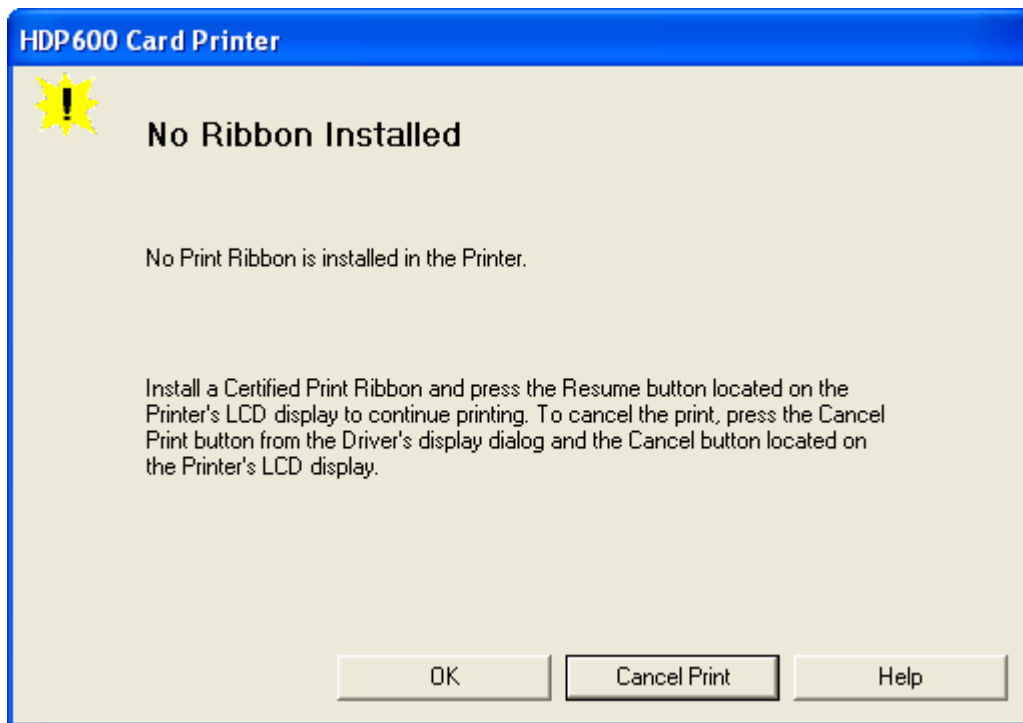 HDP600 Card Printer
!
No Ribbon Installed
No Print Ribbon is installed in the Printer.
Install a Certified Print Ribbon and press the Resume button located on the
Printer's LCD display to continue printing. To cancel the print, press the Cancel
Print button from the Driver's display dialog and the Cancel button located on
the Printer's LCD display.
OK
Cancel Print
Help